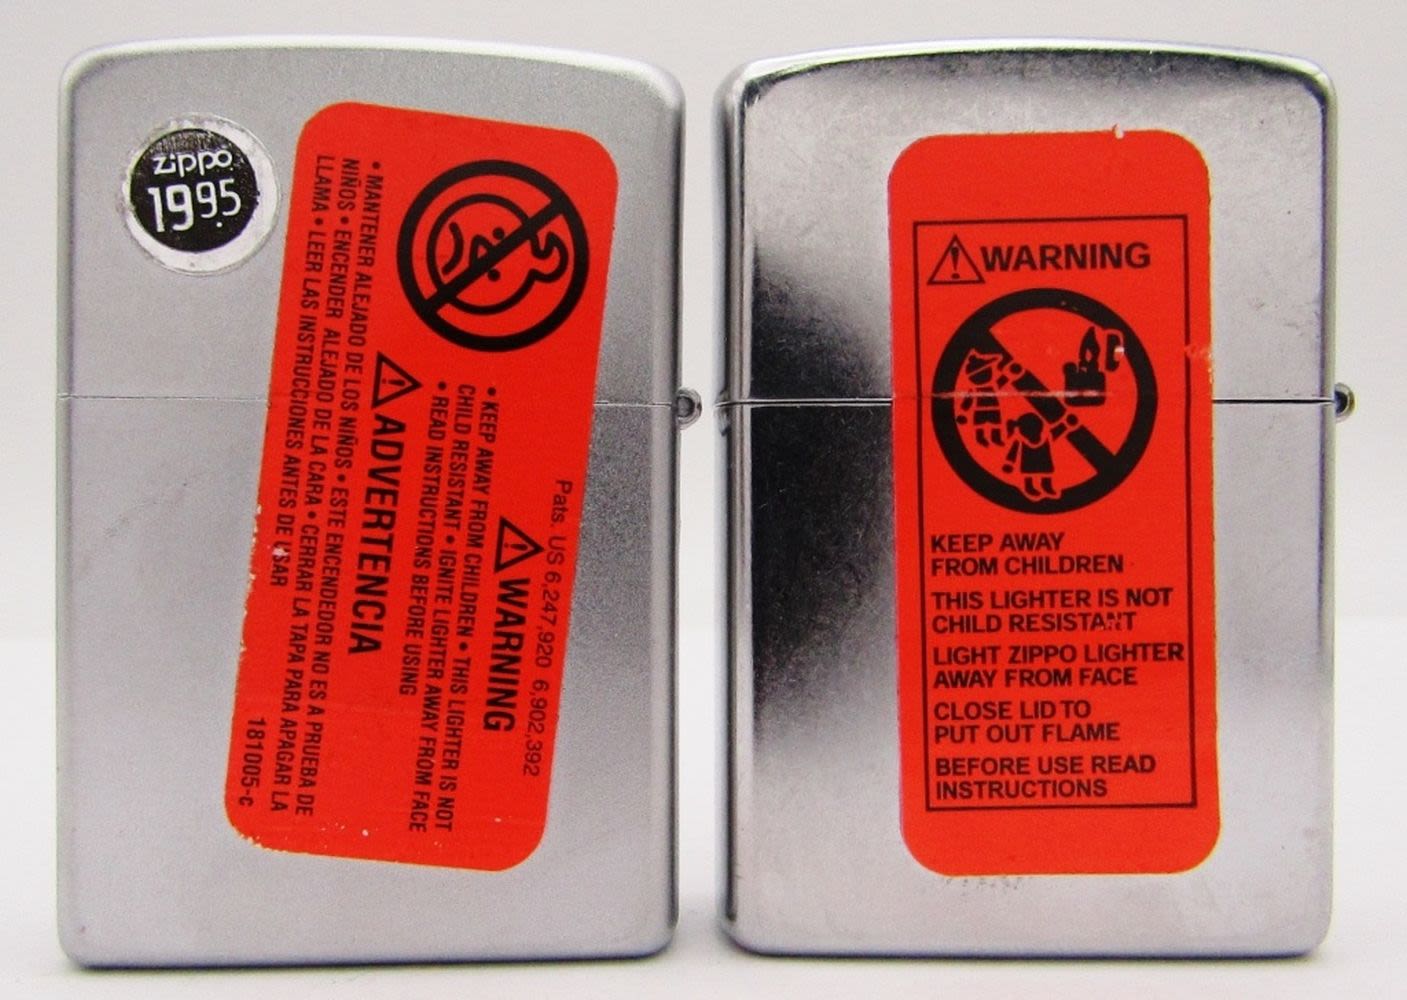 zippo
1995
Pats. US 6,247,920 6,902,392
WARNING
• KEEP AWAY FROM CHILDREN • THIS LIGHTER IS NOT
CHILD RESISTANT • IGNITE LIGHTER AWAY FROM FACE
• READ INSTRUCTIONS BEFORE USING
ADVERTENCIA
• MANTENER ALEJADO DE LOS NIÑOS • ESTE ENCENDEDOR NO ES A PRUEBA DE
NIÑOS • ENCENDER ALEJADO DE LA CARA • CERRAR LA TAPA PARA APAGAR LA
LLAMA • LEER LAS INSTRUCCIONES ANTES DE USAR
181005-c
WARNING
KEEP AWAY
FROM CHILDREN
THIS LIGHTER IS NOT
CHILD RESISTANT
LIGHT ZIPPO LIGHTER
AWAY FROM FACE
CLOSE LID TO
PUT OUT FLAME
BEFORE USE READ
INSTRUCTIONS